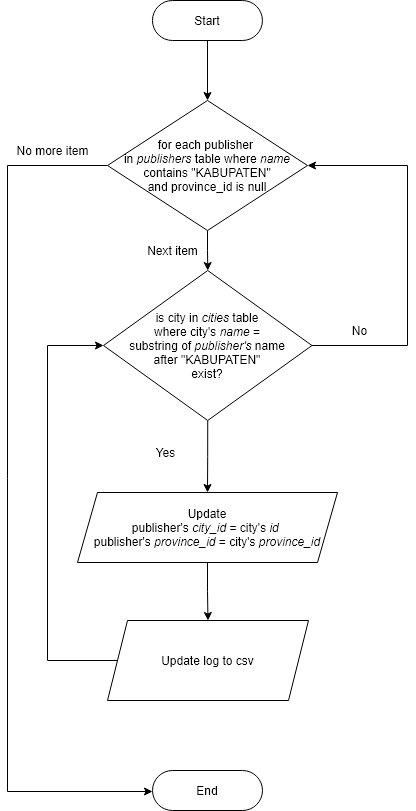 Start
for each publisher
in publishers table where name
contains "KABUPATEN"
and province_id is null
No more item
Next item
is city in cities table
where city's name =
substring of publisher's name
after "KABUPATEN"
exist?
No
Yes
Update
publisher's city_id = city's id
publisher's province_id = city's province_id
Update log to csv
End